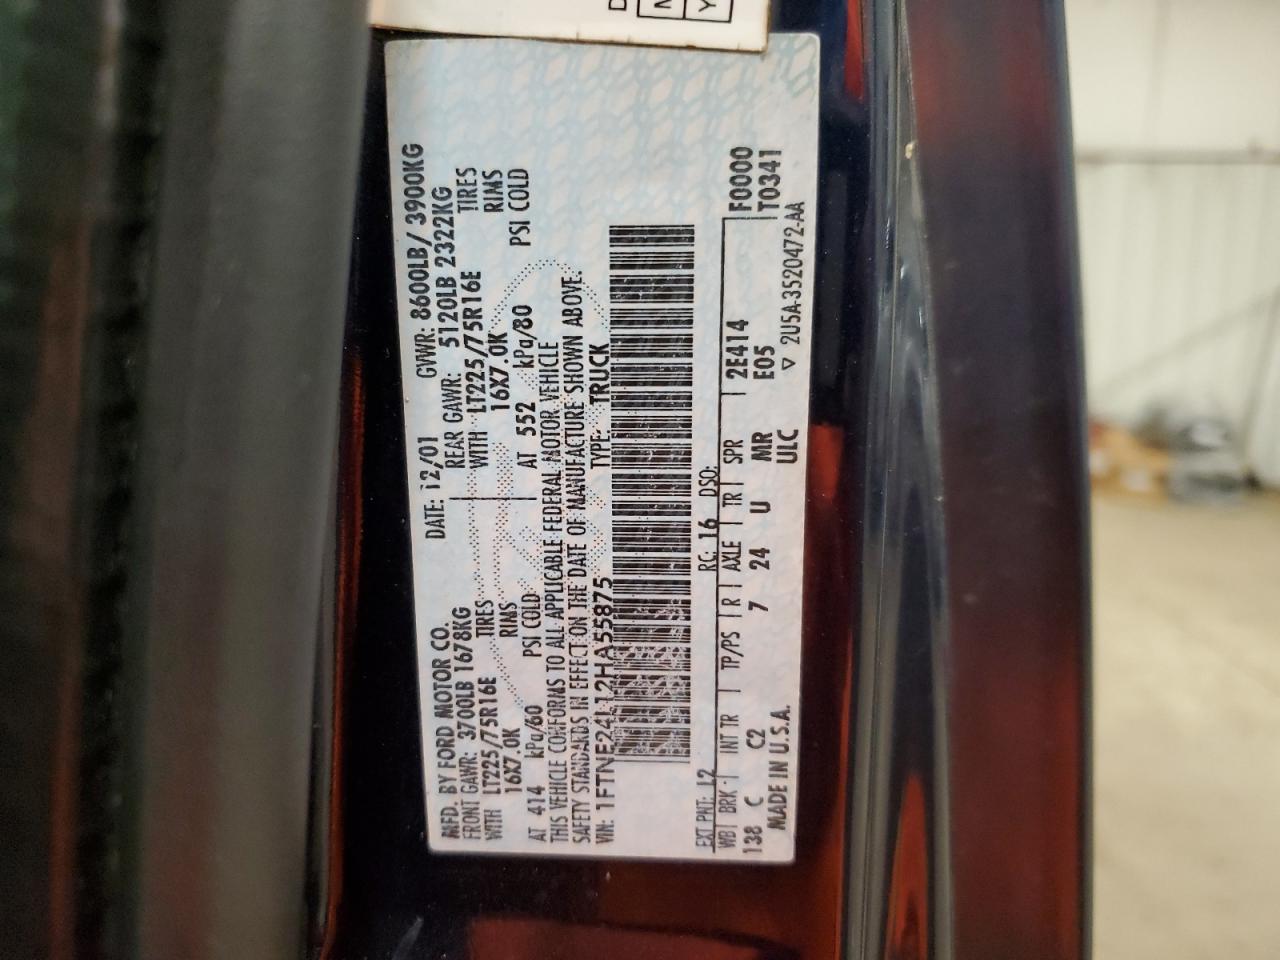 MFD. BY FORD MOTOR CO.
DATE: 12/01 GVWR: 8600LB/ 3900KG
FRONT GAWR: 3700LB 1678KG REAR GAWR: 5120LB 2322KG
WITH LT225/75R16E TIRES WITH LT225/75R16E TIRES
16X7.0K RIMS 16X7.0K RIMS
AT 414 kPa/60 PSI COLD AT 552 kPa/80 PSI COLD
THIS VEHICLE CONFORMS TO ALL APPLICABLE FEDERAL MOTOR VEHICLE
SAFETY STANDARDS IN EFFECT ON THE DATE OF MANUFACTURE SHOWN ABOVE.
VIN: 1FTNE24L12HA55875 TYPE: TRUCK
EXT PNT: L2 RC: 16 DSO:
WB BRK INT TR TP/PS R AXLE TR SPR F0000
138 C C2 7 24 U MR 2E414 E05 T0341
MADE IN U.S.A. ULC ▽ 2U5A-3520472-AA